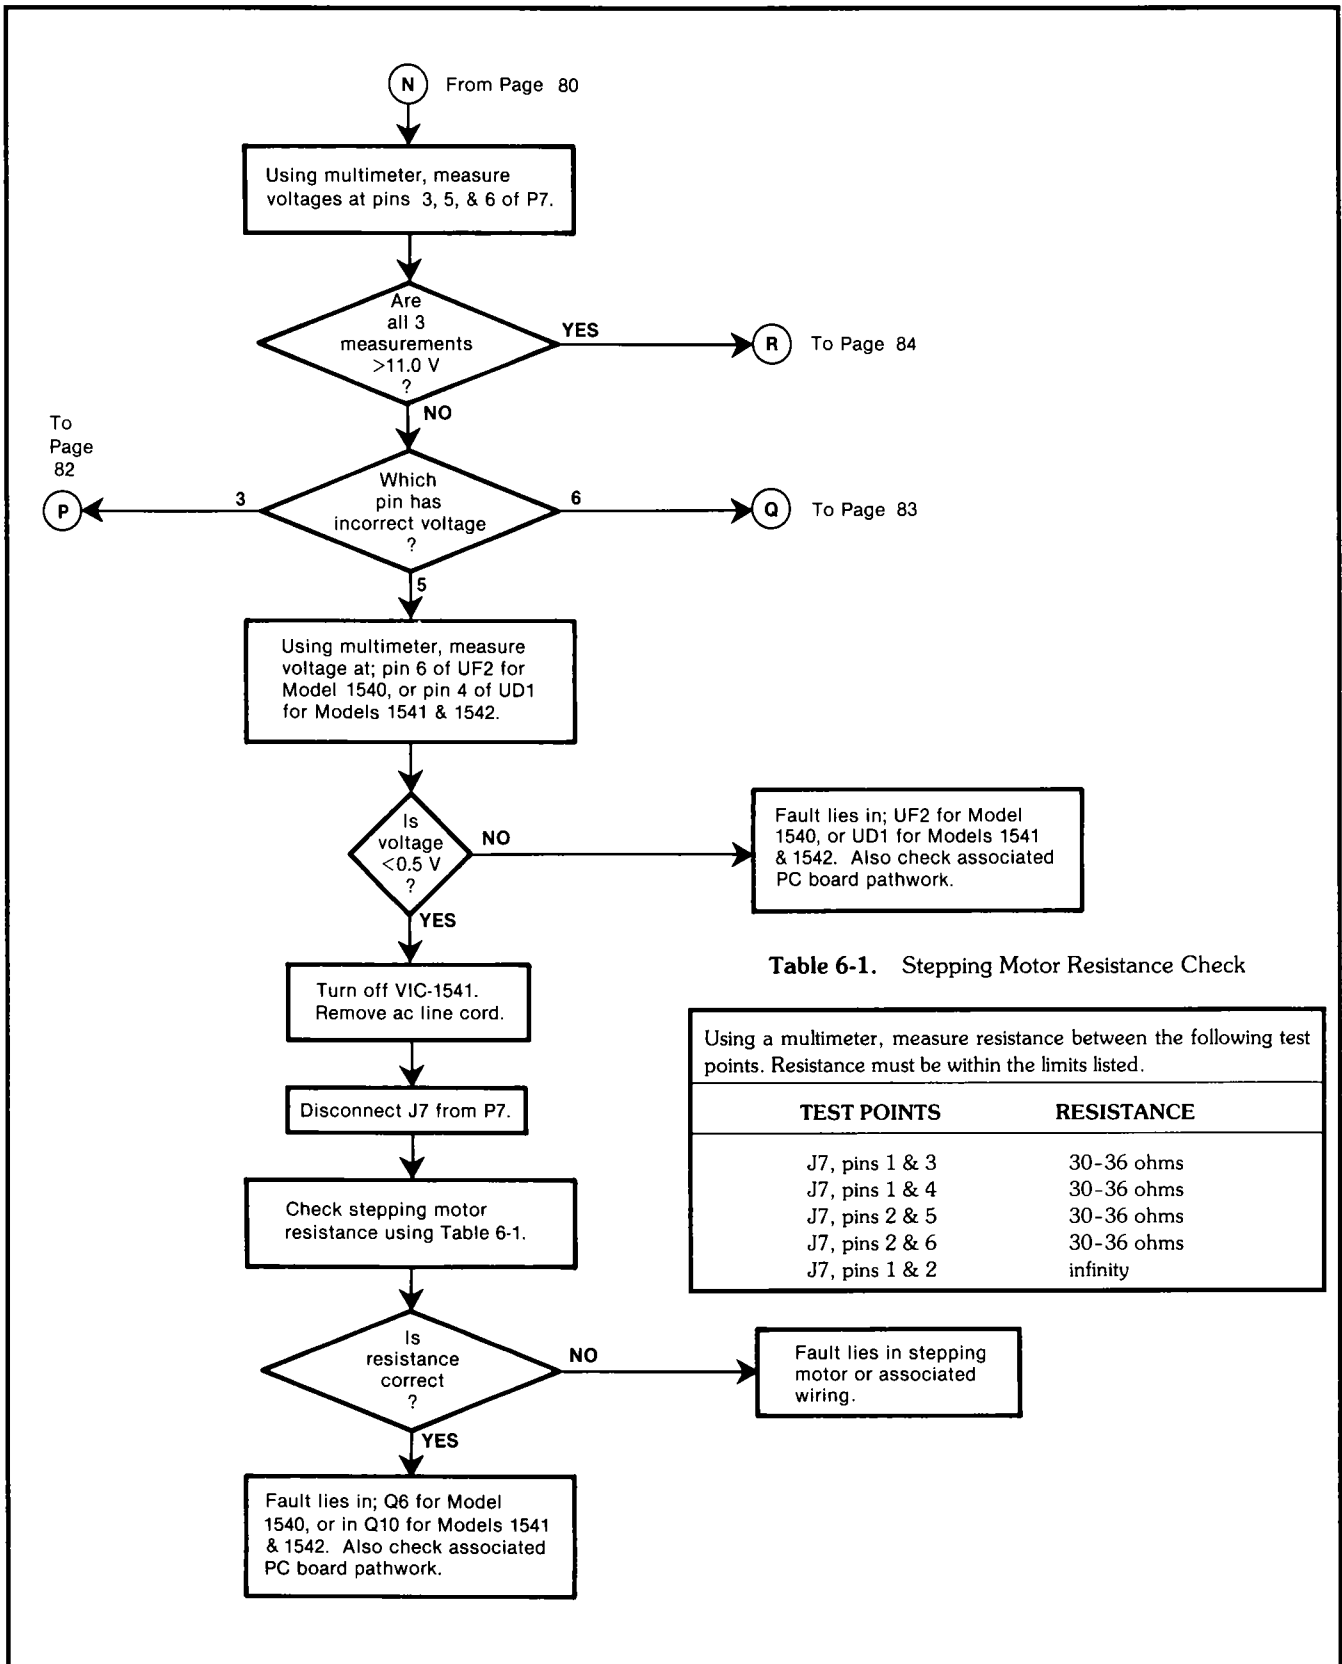 N From Page 80
Using multimeter, measure
voltages at pins 3, 5, & 6 of P7.
Are
all 3
measurements
>11.0 V
?
YES
R To Page 84
NO
To
Page
82
P
3
Which
pin has
incorrect voltage
?
6
Q To Page 83
5
Using multimeter, measure
voltage at; pin 6 of UF2 for
Model 1540, or pin 4 of UD1
for Models 1541 & 1542.
Is
voltage
<0.5 V
?
NO
Fault lies in; UF2 for Model
1540, or UD1 for Models 1541
& 1542. Also check associated
PC board pathwork.
YES
Turn off VIC-1541.
Remove ac line cord.
Disconnect J7 from P7.
Check stepping motor
resistance using Table 6-1.
Table 6-1. Stepping Motor Resistance Check
Using a multimeter, measure resistance between the following test
points. Resistance must be within the limits listed.
TEST POINTS RESISTANCE
J7, pins 1 & 3 30-36 ohms
J7, pins 1 & 4 30-36 ohms
J7, pins 2 & 5 30-36 ohms
J7, pins 2 & 6 30-36 ohms
J7, pins 1 & 2 infinity
Is
resistance
correct
?
NO
Fault lies in stepping
motor or associated
wiring.
YES
Fault lies in; Q6 for Model
1540, or in Q10 for Models 1541
& 1542. Also check associated
PC board pathwork.